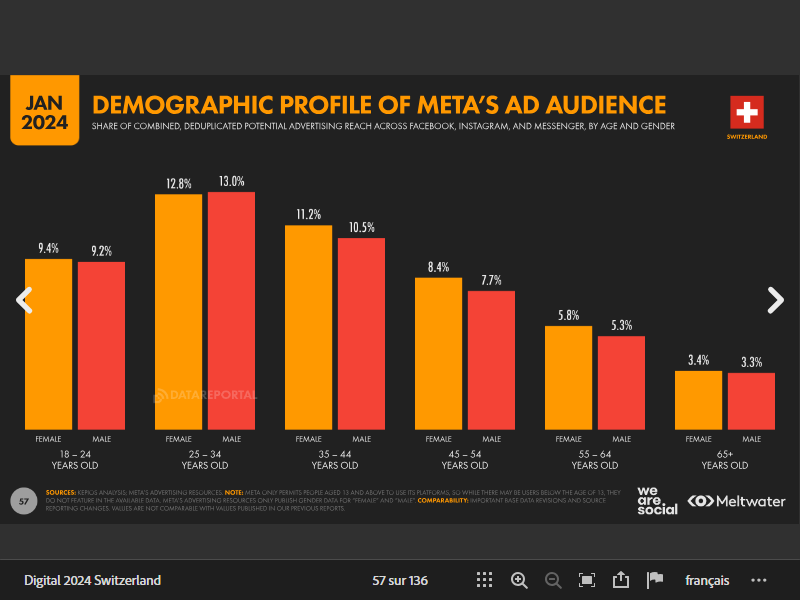 JAN
2024
DEMOGRAPHIC PROFILE OF META'S AD AUDIENCE
SHARE OF COMBINED, DEDUPLICATED POTENTIAL ADVERTISING REACH ACROSS FACEBOOK, INSTAGRAM, AND MESSENGER, BY AGE AND GENDER
SWITZERLAND
9.4% 9.2% 12.8% 13.0% 11.2% 10.5% 8.4% 7.7% 5.8% 5.3% 3.4% 3.3%
DATAREPORTAL
FEMALE MALE FEMALE MALE FEMALE MALE FEMALE MALE FEMALE MALE FEMALE MALE
18 – 24 25 – 34 35 – 44 45 – 54 55 – 64 65+
YEARS OLD YEARS OLD YEARS OLD YEARS OLD YEARS OLD YEARS OLD
57
SOURCES: KEPIOS ANALYSIS; META'S ADVERTISING RESOURCES. NOTE: META ONLY PERMITS PEOPLE AGED 13 AND ABOVE TO USE ITS PLATFORMS, SO WHILE THERE MAY BE USERS BELOW THE AGE OF 13, THEY
DO NOT FEATURE IN THE AVAILABLE DATA. META'S ADVERTISING RESOURCES ONLY PUBLISH GENDER DATA FOR "FEMALE" AND "MALE". COMPARABILITY: IMPORTANT BASE DATA REVISIONS AND SOURCE
REPORTING CHANGES. VALUES ARE NOT COMPARABLE WITH VALUES PUBLISHED IN OUR PREVIOUS REPORTS.
we
are.
social
Meltwater
Digital 2024 Switzerland
57 sur 136
français